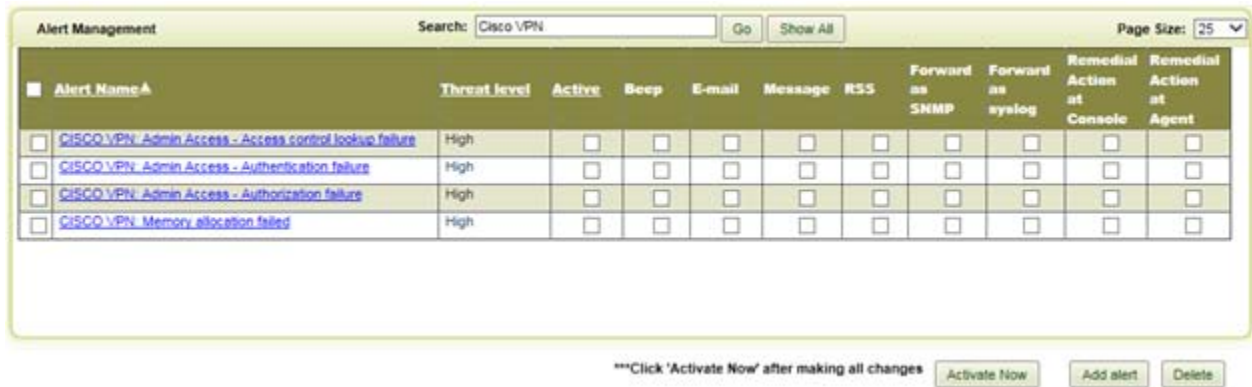 Alert Management Search: Cisco VPN Go Show All Page Size: 25
Alert Name Threat level Active Beep E-mail Message RSS Forward as SNMP Forward as syslog Remedial Action at Console Remedial Action at Agent
CISCO VPN: Admin Access - Access control lookup failure High
CISCO VPN: Admin Access - Authentication failure High
CISCO VPN: Admin Access - Authorization failure High
CISCO VPN: Memory allocation failed High
***Click 'Activate Now' after making all changes Activate Now Add alert Delete